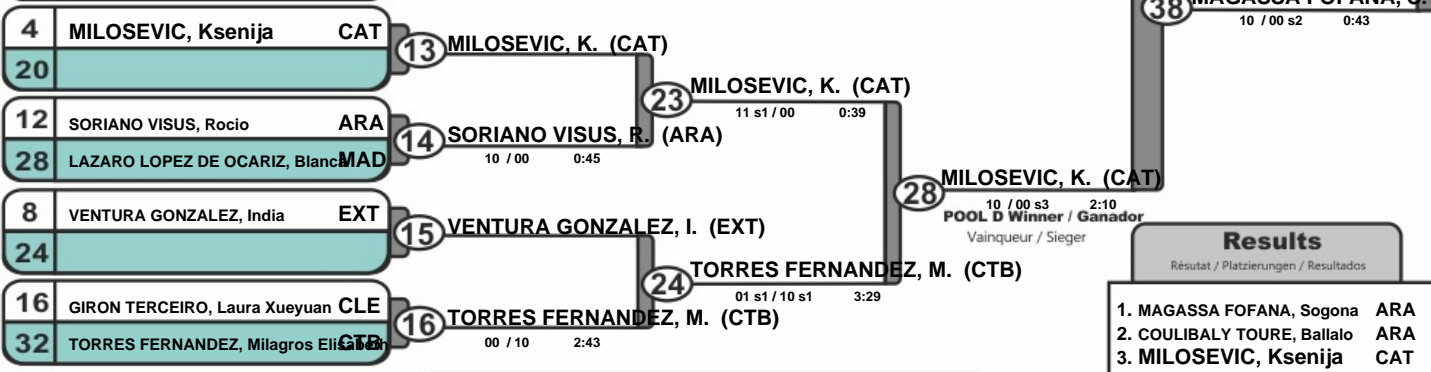 38 MAGASSA FOFANA, S.
10 / 00 s2 0:43
4 MILOSEVIC, Ksenija CAT
20
13 MILOSEVIC, K. (CAT)
23 MILOSEVIC, K. (CAT)
11 s1 / 00 0:39
12 SORIANO VISUS, Rocio ARA
28 LAZARO LOPEZ DE OCARIZ, Blanca MAD
14 SORIANO VISUS, R. (ARA)
10 / 00 0:45
28 MILOSEVIC, K. (CAT)
10 / 00 s3 2:10
POOL D Winner / Ganador
Vainqueur / Sieger
8 VENTURA GONZALEZ, India EXT
24
15 VENTURA GONZALEZ, I. (EXT)
24 TORRES FERNANDEZ, M. (CTB)
01 s1 / 10 s1 3:29
16 GIRON TERCEIRO, Laura Xueyuan CLE
32 TORRES FERNANDEZ, Milagros Elisabeth CTB
16 TORRES FERNANDEZ, M. (CTB)
00 / 10 2:43
Results
Résutat / Platzierungen / Resultados
1. MAGASSA FOFANA, Sogona ARA
2. COULIBALY TOURE, Ballalo ARA
3. MILOSEVIC, Ksenija CAT